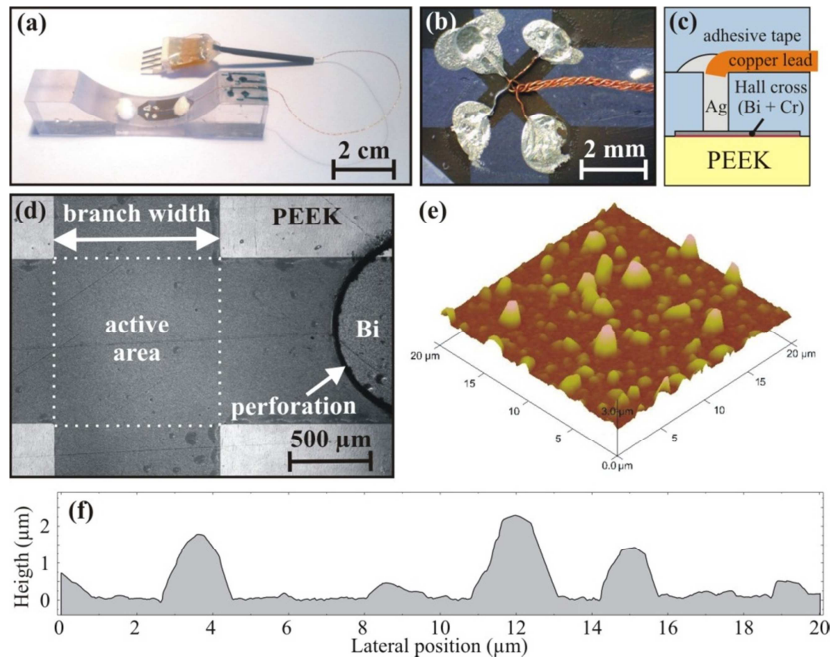 (a)
2 cm
(b)
2 mm
(c)
adhesive tape
copper lead
Hall cross
(Bi + Cr)
Ag
PEEK
(d)
branch width
PEEK
active
area
Bi
perforation
500 µm
(e)
20 µm
15
10
5
3.0 µm
0.0 µm
5
10
15
20 µm
(f)
Heigth (µm)
2
1
0
0 2 4 6 8 10 12 14 16 18 20
Lateral position (µm)